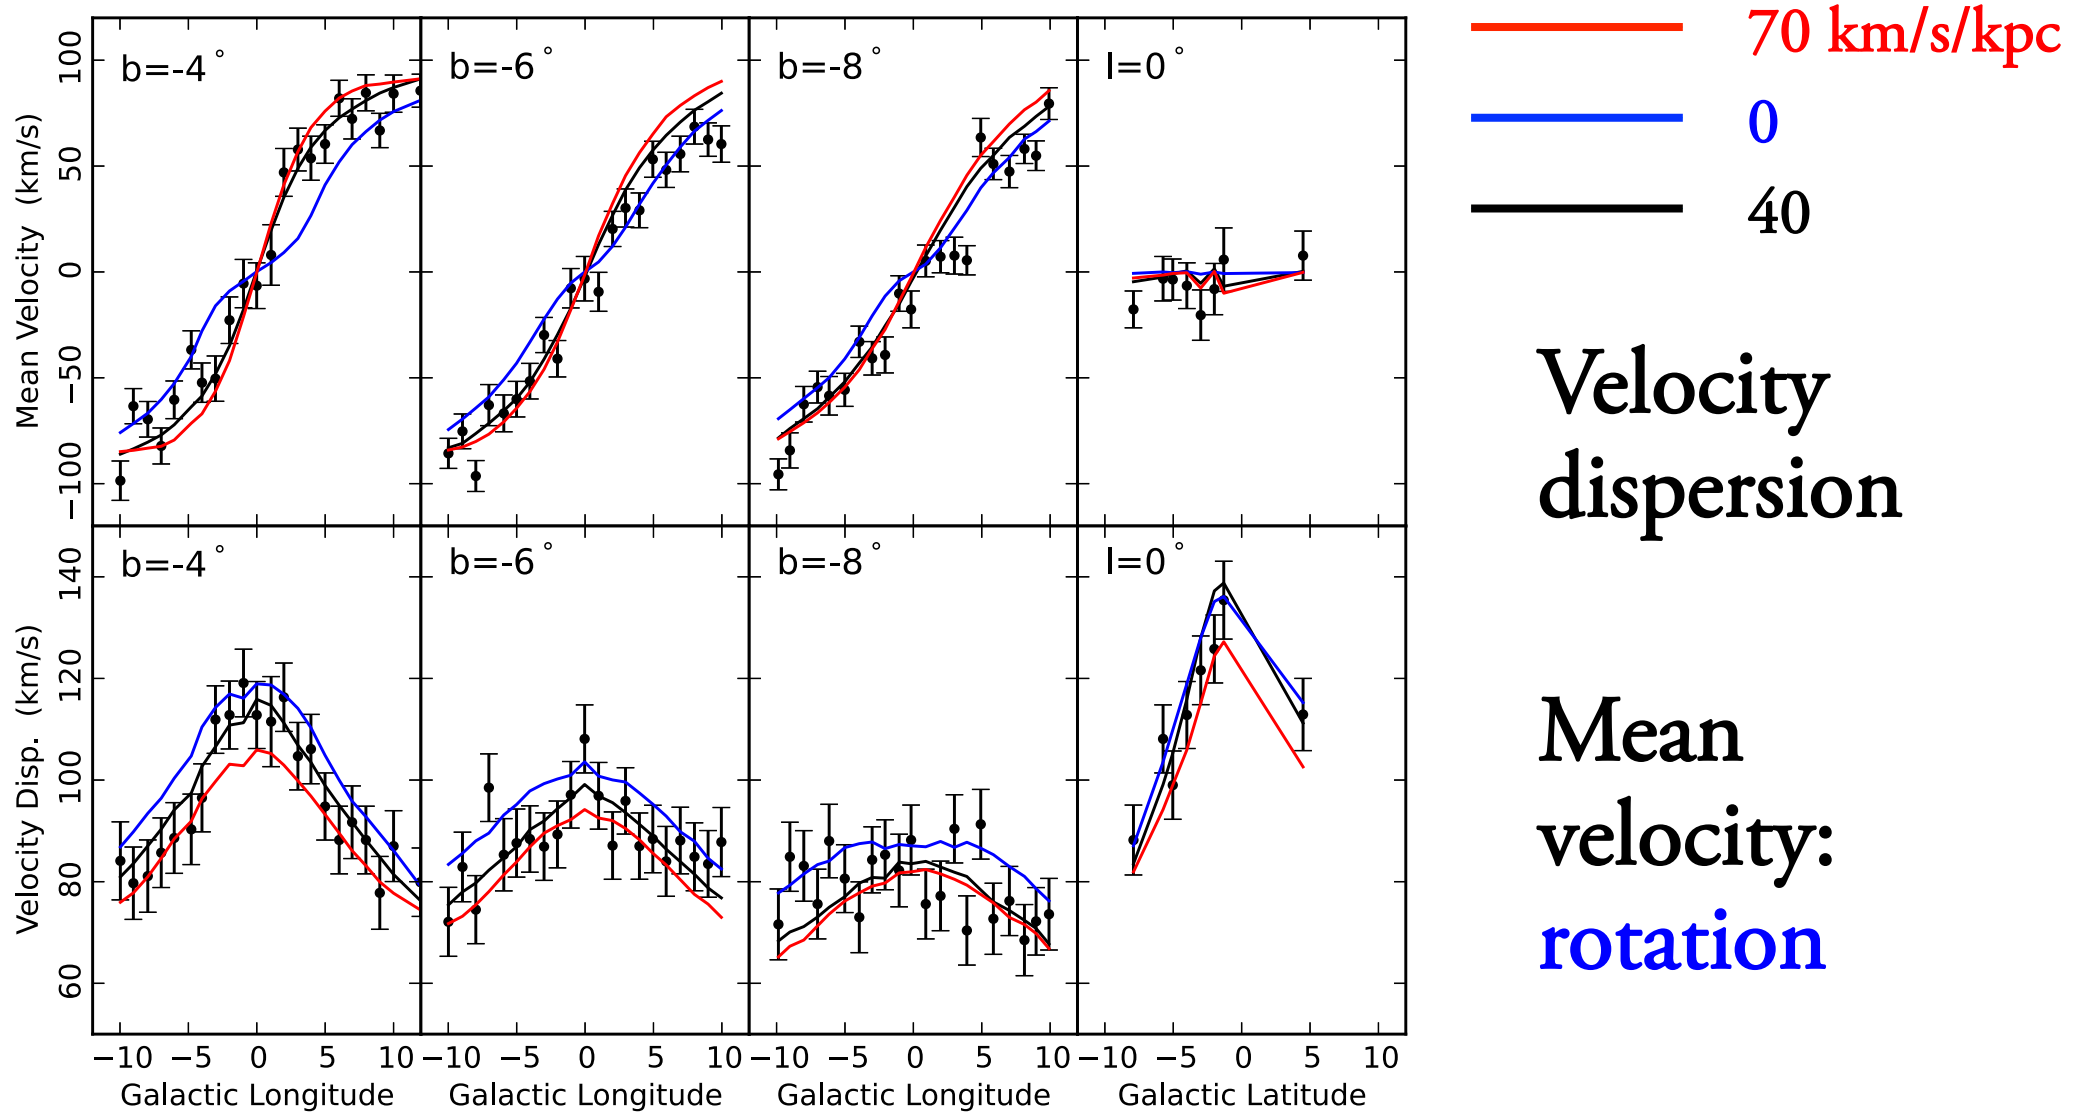 70 km/s/kpc
0
40
b=-4°
b=-6°
b=-8°
l=0°
Mean Velocity (km/s)
100
50
0
−50
−100
Velocity
dispersion
b=-4°
b=-6°
b=-8°
l=0°
Velocity Disp. (km/s)
140
120
100
80
60
Mean
velocity:
rotation
−10 −5 0 5 10
−10 −5 0 5 10
−10 −5 0 5 10
−10 −5 0 5 10
Galactic Longitude
Galactic Longitude
Galactic Longitude
Galactic Latitude